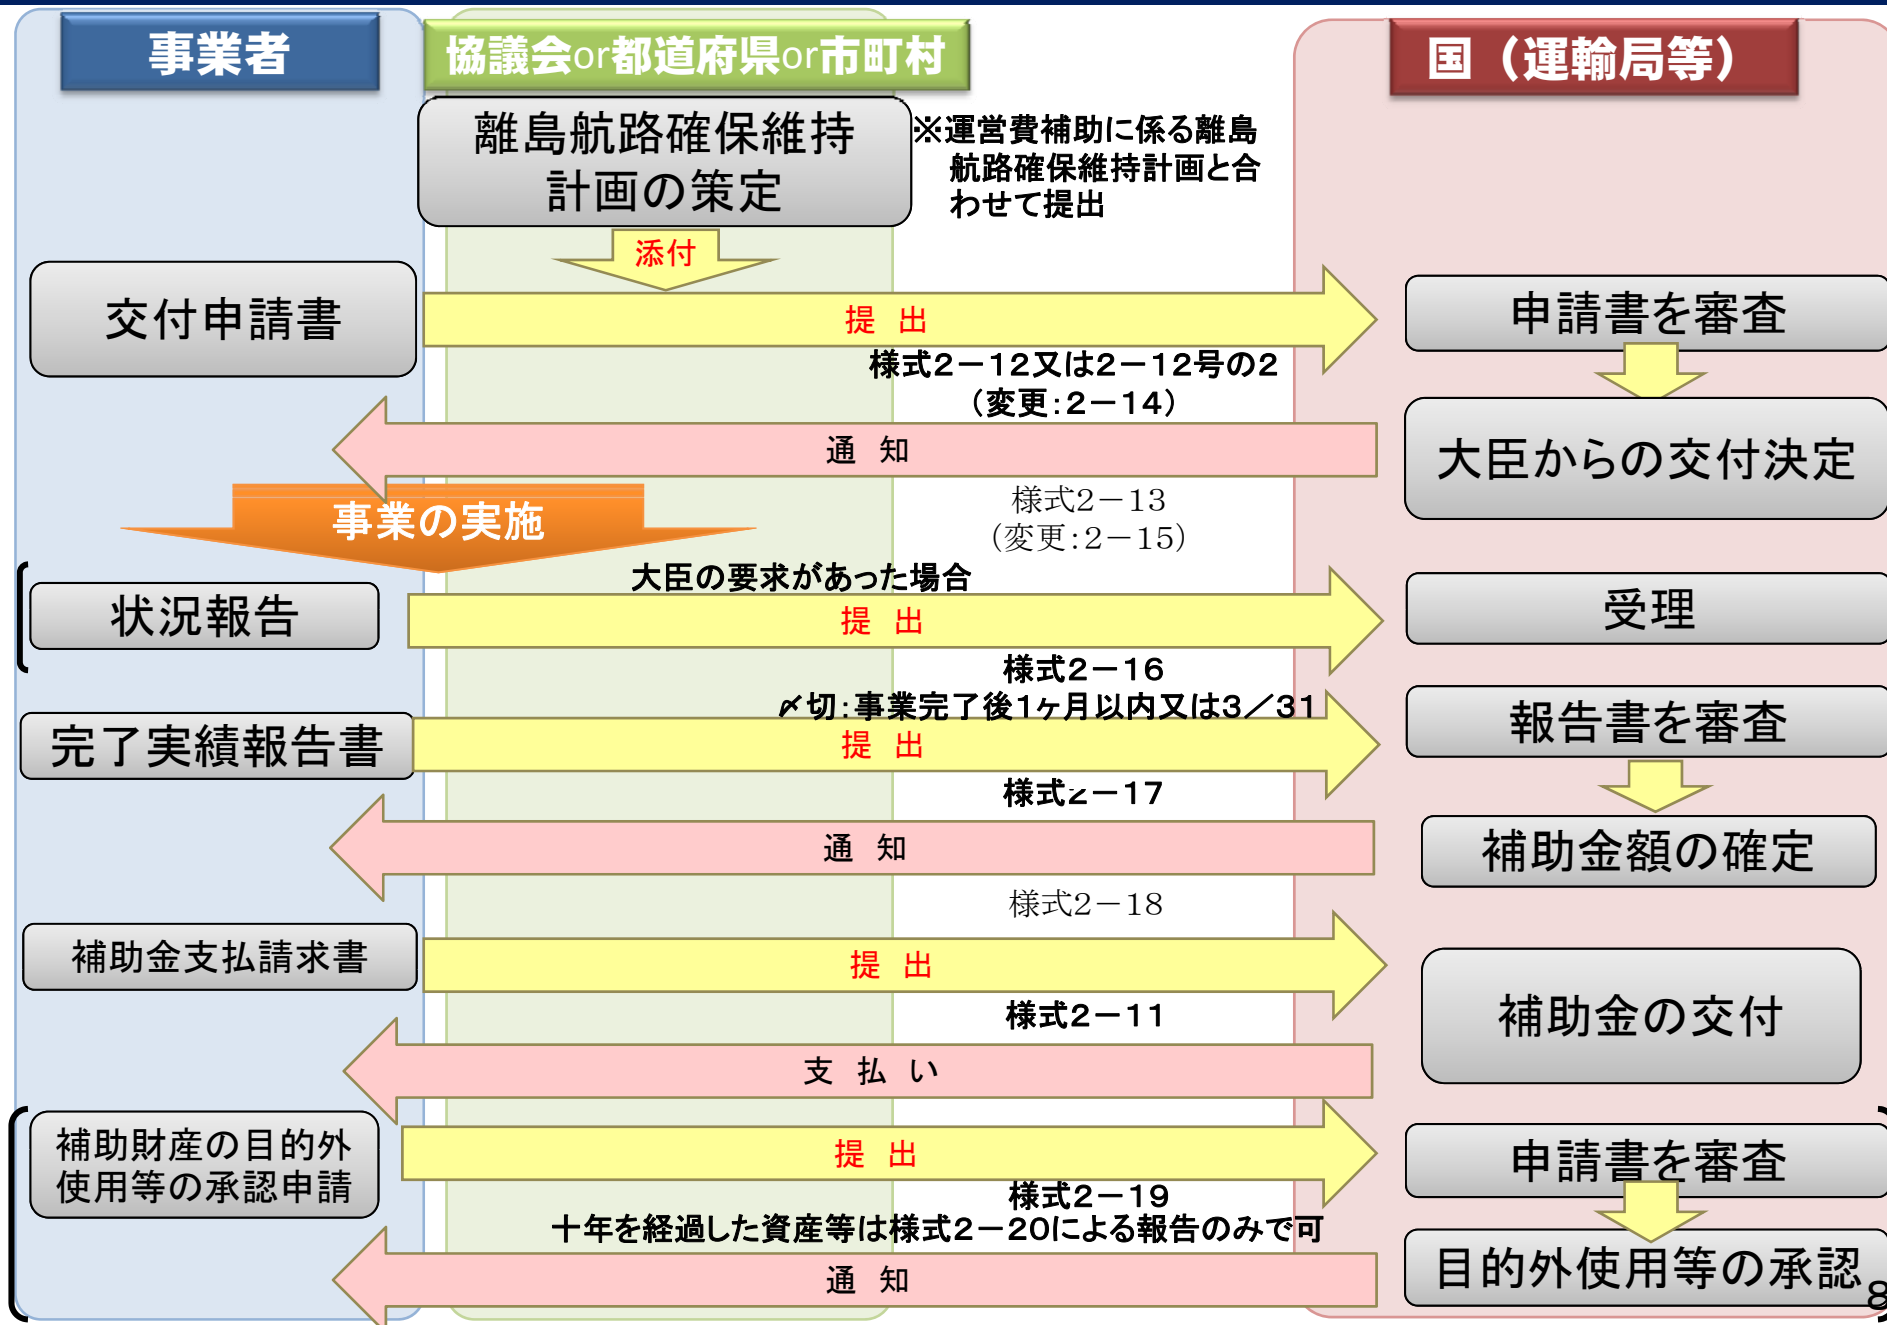 事業者
協議会or都道府県or市町村
国（運輸局等）
離島航路確保維持
計画の策定
※運営費補助に係る離島
航路確保維持計画と合
わせて提出
添付
交付申請書
提 出
申請書を審査
様式２－１２又は２－１２号の２
（変更：２－１４）
通 知
大臣からの交付決定
様式２－１３
（変更：２－１５）
事業の実施
大臣の要求があった場合
状況報告
提 出
受理
様式２－１６
〆切：事業完了後１ヶ月以内又は３／３１
完了実績報告書
提 出
報告書を審査
様式２－１７
通 知
補助金額の確定
様式２－１８
補助金支払請求書
提 出
補助金の交付
様式２－１１
支 払 い
補助財産の目的外
使用等の承認申請
提 出
申請書を審査
様式２－１９
十年を経過した資産等は様式２－２０による報告のみで可
通 知
目的外使用等の承認
8